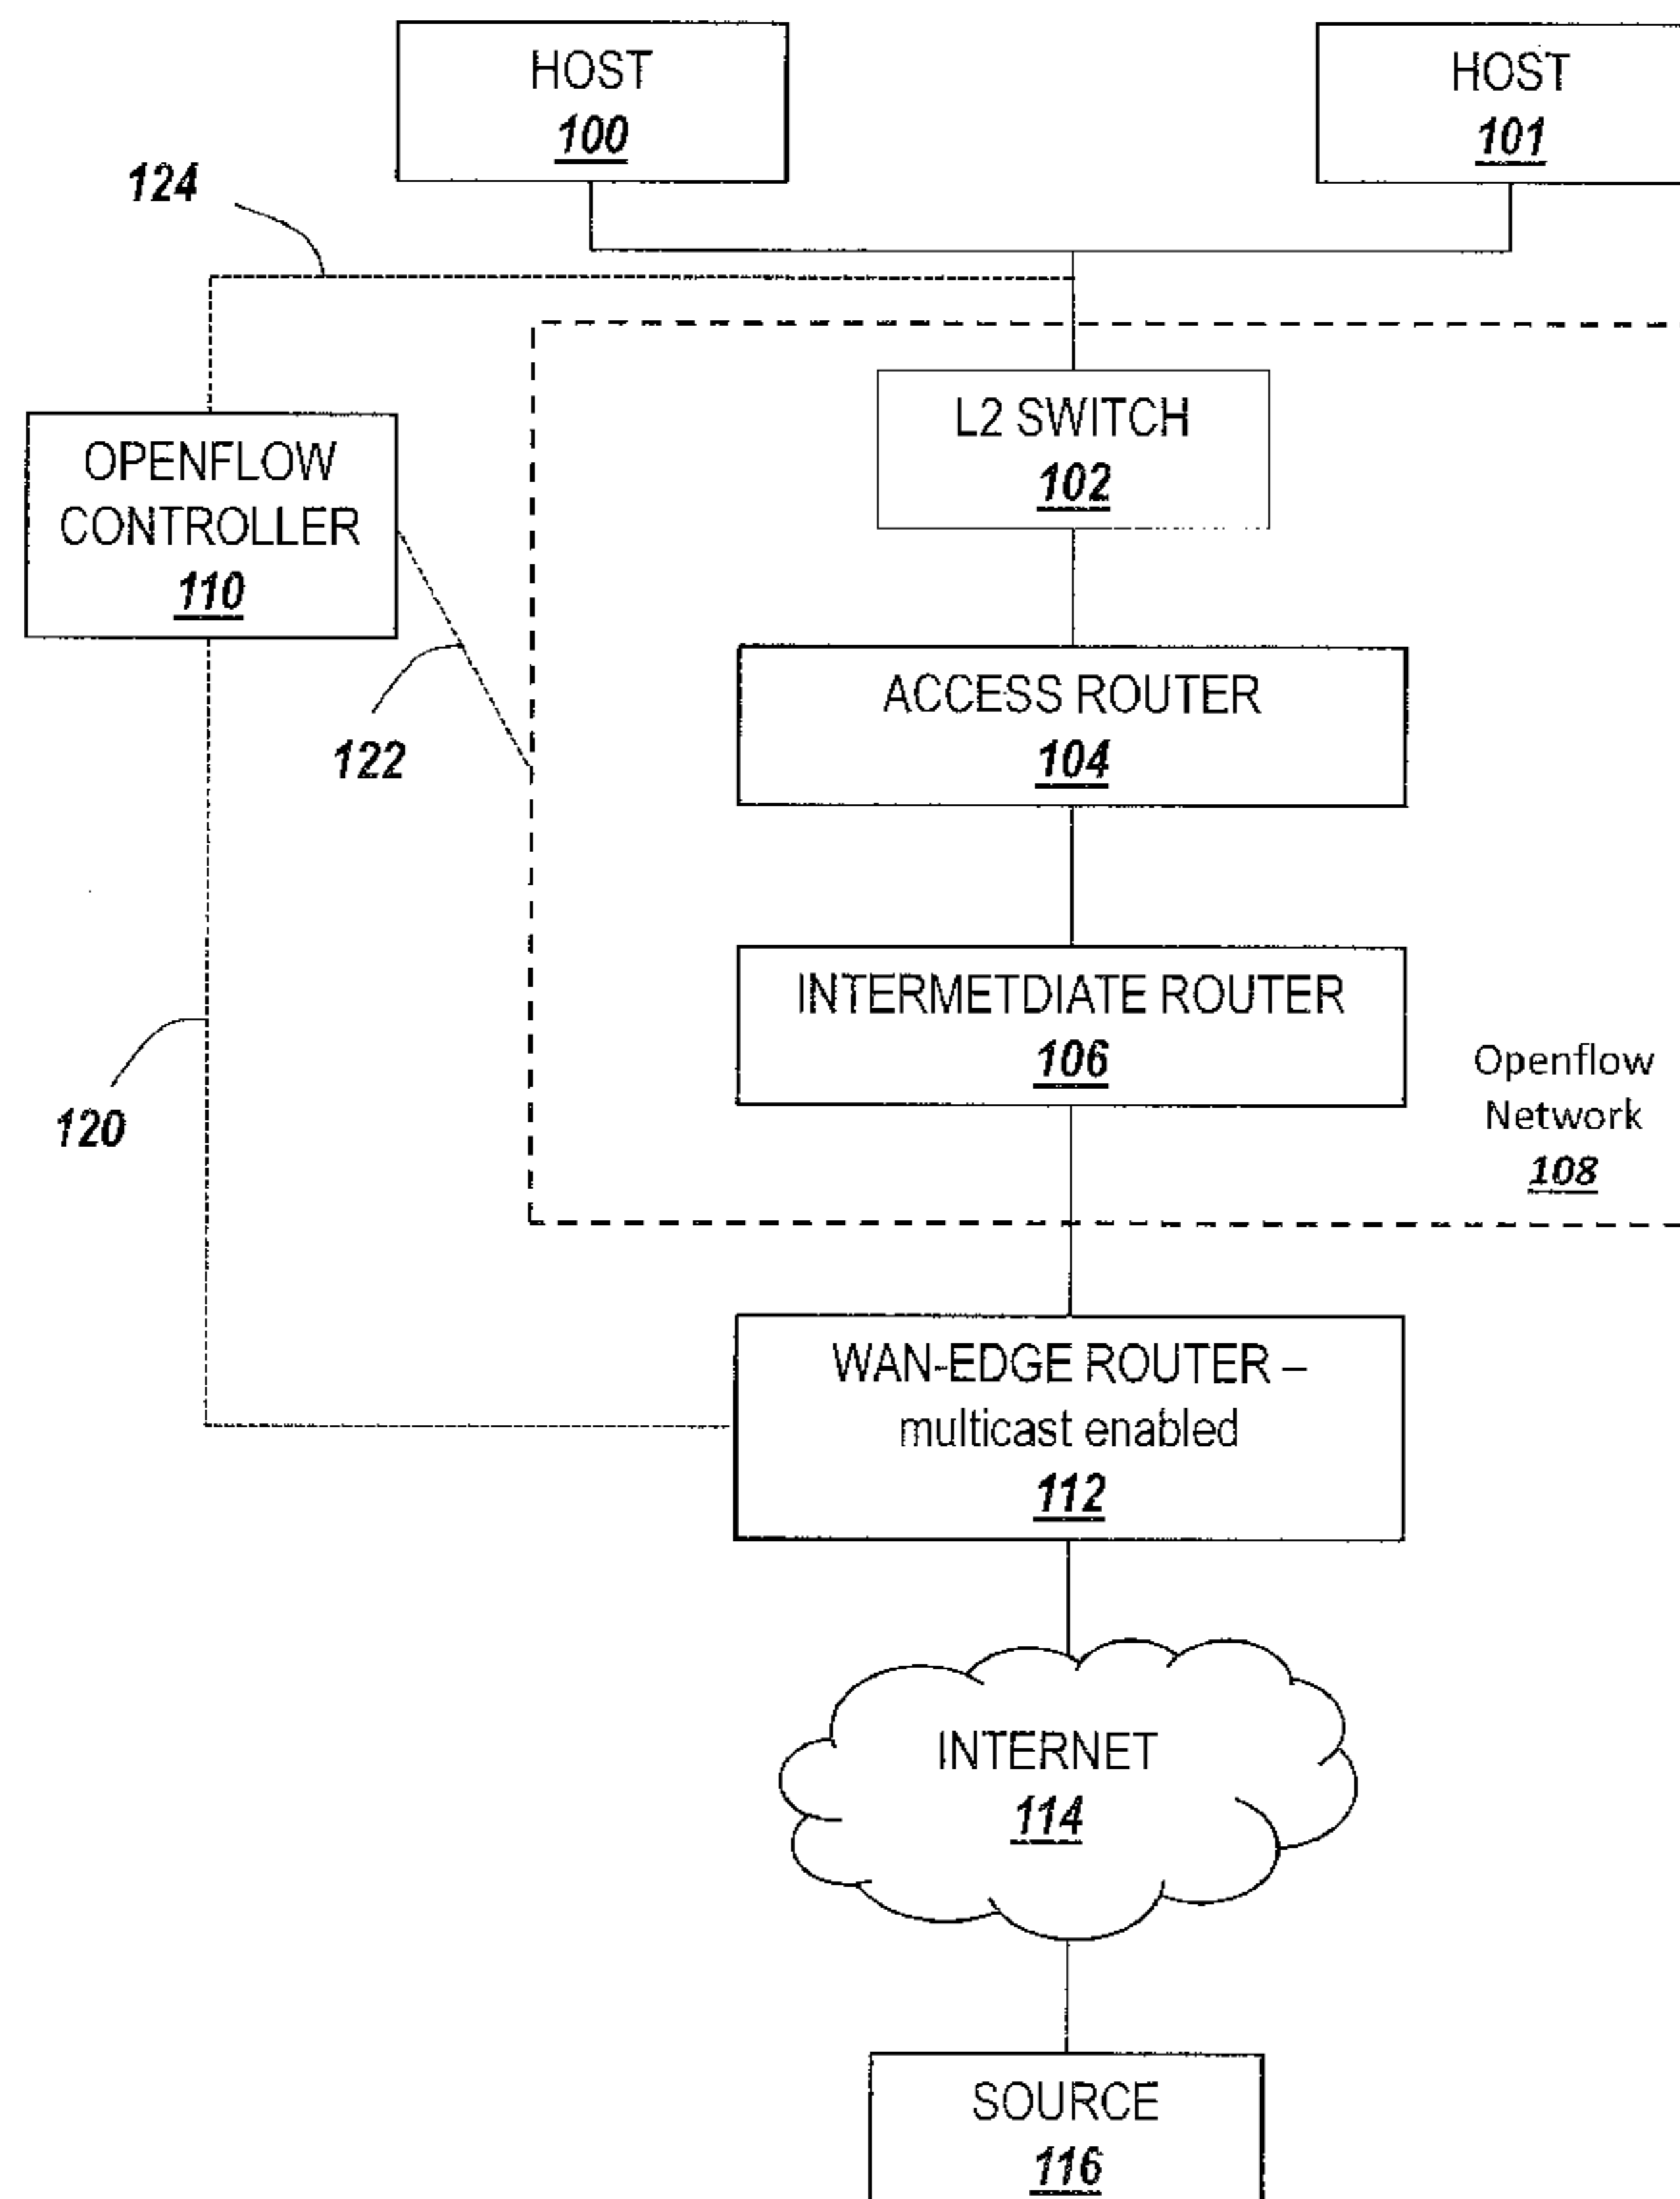 HOST
100
HOST
101
124
L2 SWITCH
102
OPENFLOW
CONTROLLER
110
ACCESS ROUTER
104
122
INTERMETDIATE ROUTER
106
Openflow
Network
108
120
WAN-EDGE ROUTER –
multicast enabled
112
INTERNET
114
SOURCE
116